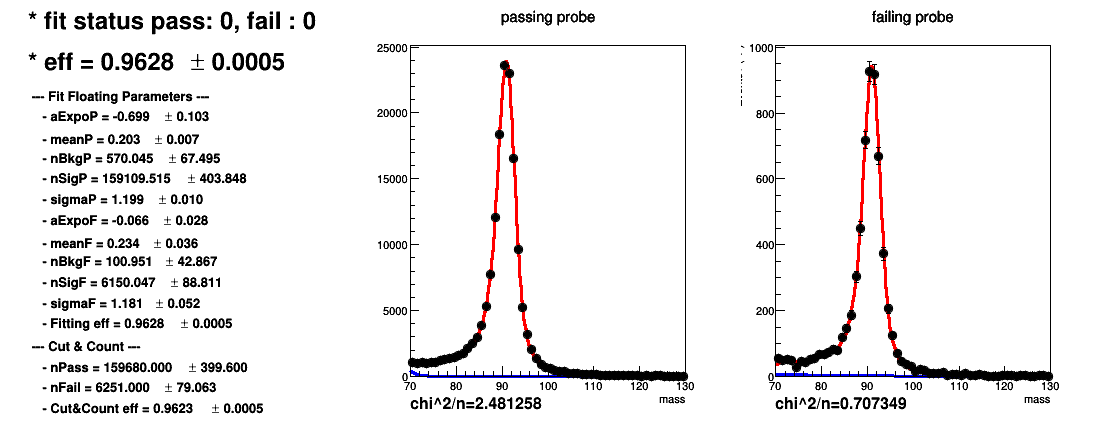 * fit status pass: 0, fail : 0
* eff = 0.9628 ± 0.0005
--- Fit Floating Parameters ---
- aExpoP = -0.699 ± 0.103
- meanP = 0.203 ± 0.007
- nBkgP = 570.045 ± 67.495
- nSigP = 159109.515 ± 403.848
- sigmaP = 1.199 ± 0.010
- aExpoF = -0.066 ± 0.028
- meanF = 0.234 ± 0.036
- nBkgF = 100.951 ± 42.867
- nSigF = 6150.047 ± 88.811
- sigmaF = 1.181 ± 0.052
- Fitting eff = 0.9628 ± 0.0005
--- Cut & Count ---
- nPass = 159680.000 ± 399.600
- nFail = 6251.000 ± 79.063
- Cut&Count eff = 0.9623 ± 0.0005
passing probe
25000
20000
15000
10000
5000
0
70 80 90 100 110 120 130
mass
chi^2/n=2.481258
failing probe
1000
800
600
400
200
0
70 80 90 100 110 120 130
mass
chi^2/n=0.707349